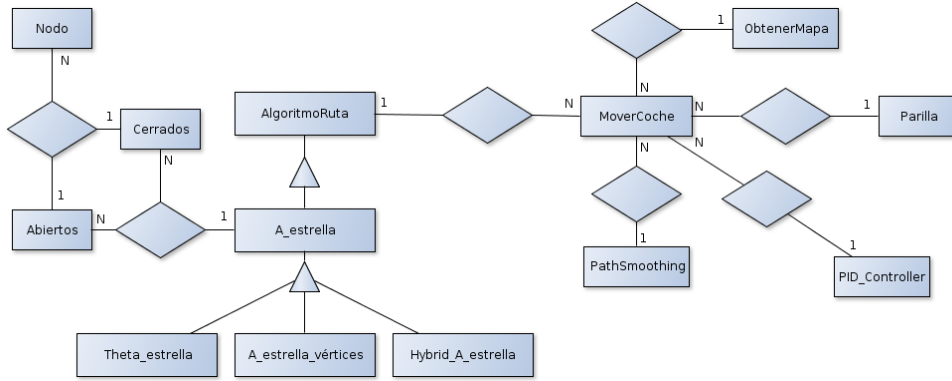 Nodo
1
ObtenerMapa
N
N
1
Cerrados
AlgoritmoRuta
1
N
MoverCoche
N
1
Parilla
N
N
N
1
Abiertos
N
1
A_estrella
1
PathSmoothing
1
PID_Controller
Theta_estrella
A_estrella_vértices
Hybrid_A_estrella